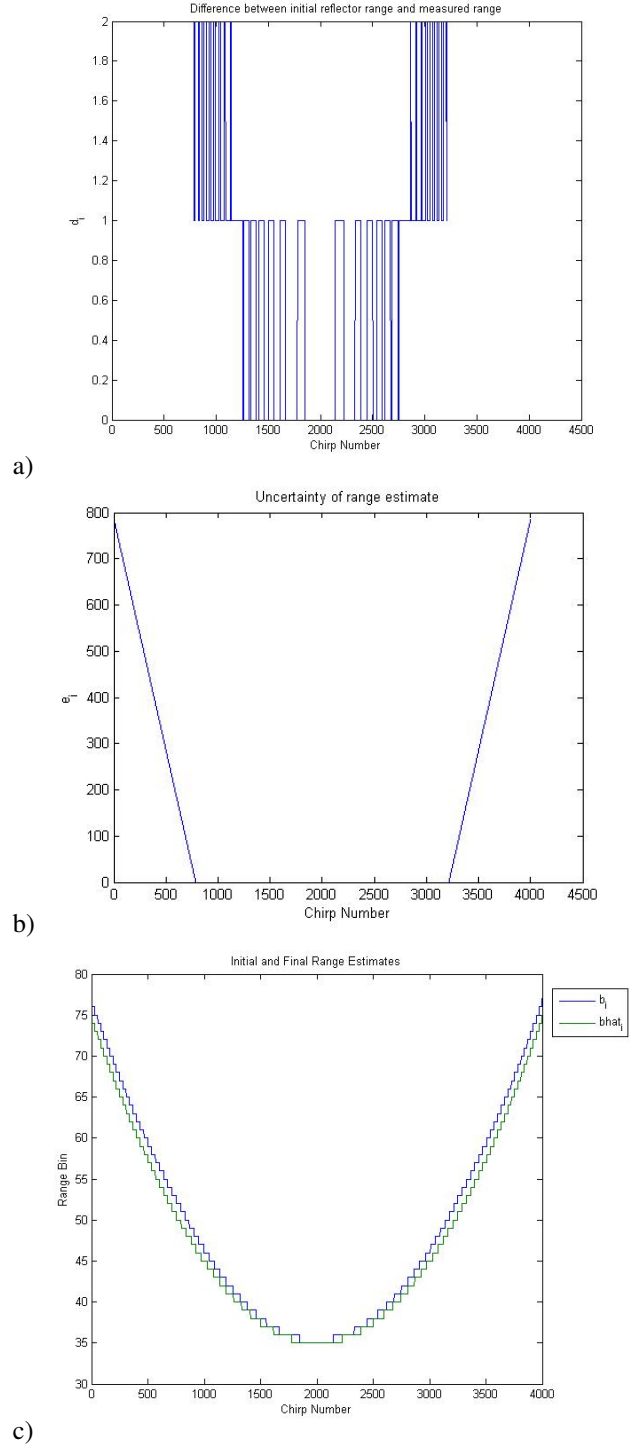 Difference between initial reflector range and measured range
2
1.8
1.6
1.4
1.2
1
0.8
0.6
0.4
0.2
0
d_i
0 500 1000 1500 2000 2500 3000 3500 4000 4500
Chirp Number
a)
Uncertainty of range estimate
800
700
600
500
400
300
200
100
0
e_i
0 500 1000 1500 2000 2500 3000 3500 4000 4500
Chirp Number
b)
Initial and Final Range Estimates
80
75
70
65
60
55
50
45
40
35
30
Range Bin
b_i
bhat_i
0 500 1000 1500 2000 2500 3000 3500 4000
Chirp Number
c)